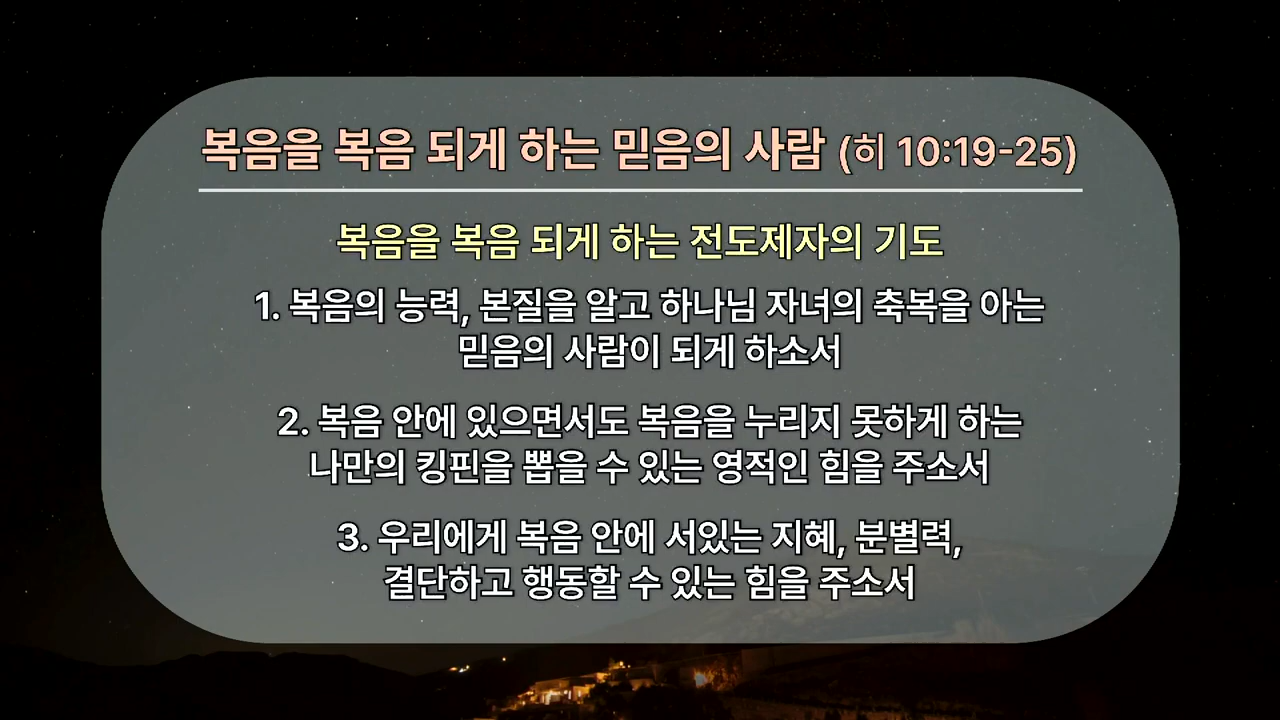 복음을 복음 되게 하는 믿음의 사람 (히 10:19-25)
복음을 복음 되게 하는 전도제자의 기도
1. 복음의 능력, 본질을 알고 하나님 자녀의 축복을 아는
믿음의 사람이 되게 하소서
2. 복음 안에 있으면서도 복음을 누리지 못하게 하는
나만의 킹핀을 뽑을 수 있는 영적인 힘을 주소서
3. 우리에게 복음 안에 서있는 지혜, 분별력,
결단하고 행동할 수 있는 힘을 주소서